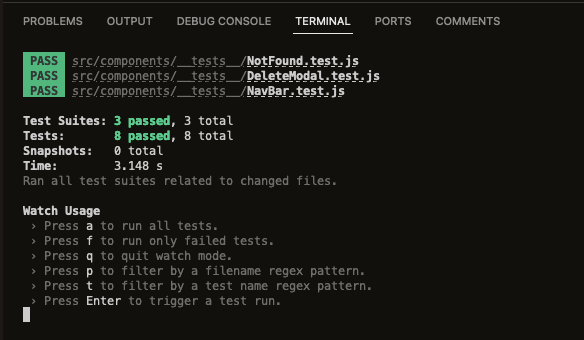 PROBLEMS OUTPUT DEBUG CONSOLE TERMINAL PORTS COMMENTS
PASS src/components/__tests__/NotFound.test.js
PASS src/components/__tests__/DeleteModal.test.js
PASS src/components/__tests__/NavBar.test.js
Test Suites: 3 passed, 3 total
Tests: 8 passed, 8 total
Snapshots: 0 total
Time: 3.148 s
Ran all test suites related to changed files.
Watch Usage
› Press a to run all tests.
› Press f to run only failed tests.
› Press q to quit watch mode.
› Press p to filter by a filename regex pattern.
› Press t to filter by a test name regex pattern.
› Press Enter to trigger a test run.